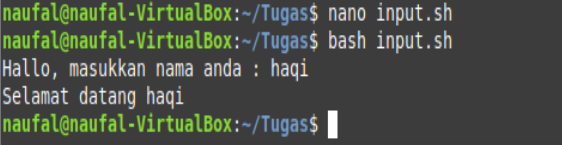 naufal@naufal-VirtualBox:~/Tugas$ nano input.sh
naufal@naufal-VirtualBox:~/Tugas$ bash input.sh
Hallo, masukkan nama anda : haqi
Selamat datang haqi
naufal@naufal-VirtualBox:~/Tugas$